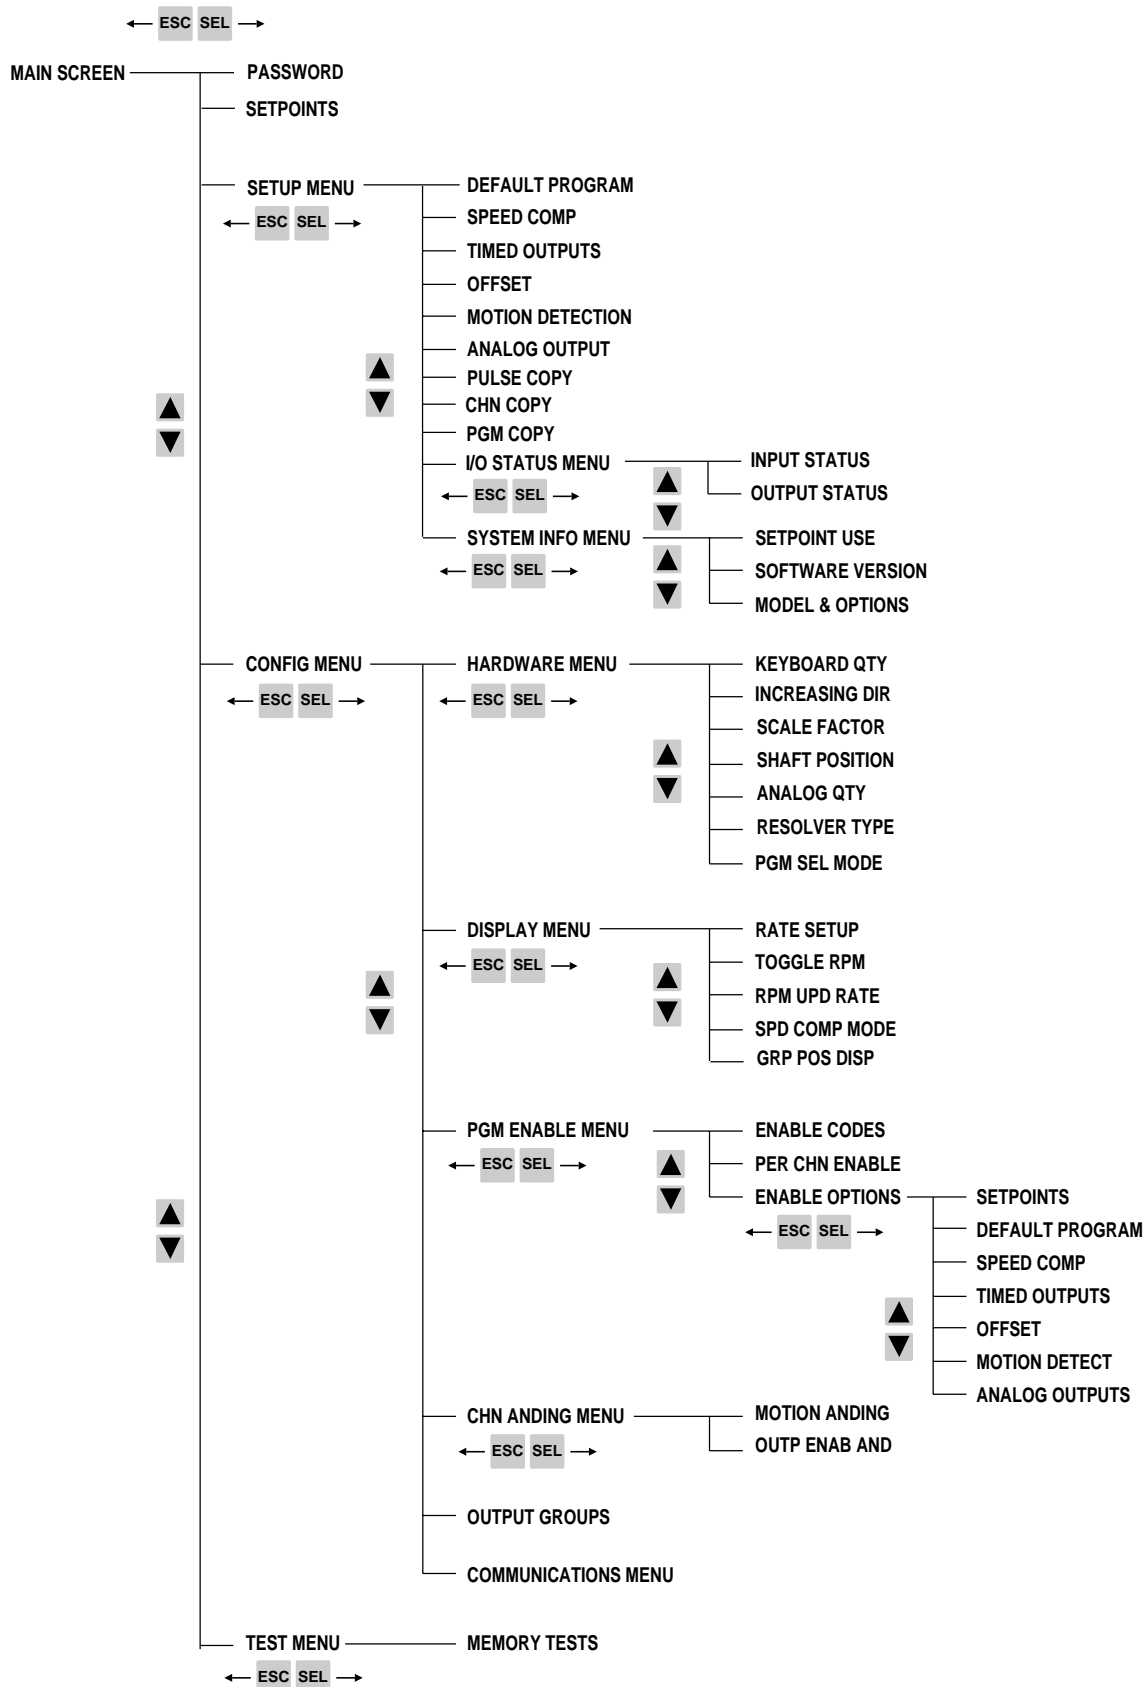 ESC SEL
MAIN SCREEN PASSWORD
SETPOINTS
SETUP MENU DEFAULT PROGRAM
ESC SEL SPEED COMP
TIMED OUTPUTS
OFFSET
MOTION DETECTION
ANALOG OUTPUT
PULSE COPY
CHN COPY
PGM COPY
I/O STATUS MENU INPUT STATUS
ESC SEL OUTPUT STATUS
SYSTEM INFO MENU SETPOINT USE
ESC SEL SOFTWARE VERSION
MODEL & OPTIONS
CONFIG MENU HARDWARE MENU KEYBOARD QTY
ESC SEL ESC SEL INCREASING DIR
SCALE FACTOR
SHAFT POSITION
ANALOG QTY
RESOLVER TYPE
PGM SEL MODE
DISPLAY MENU RATE SETUP
ESC SEL TOGGLE RPM
RPM UPD RATE
SPD COMP MODE
GRP POS DISP
PGM ENABLE MENU ENABLE CODES
ESC SEL PER CHN ENABLE
ENABLE OPTIONS SETPOINTS
ESC SEL DEFAULT PROGRAM
SPEED COMP
TIMED OUTPUTS
OFFSET
MOTION DETECT
ANALOG OUTPUTS
CHN ANDING MENU MOTION ANDING
ESC SEL OUTP ENAB AND
OUTPUT GROUPS
COMMUNICATIONS MENU
TEST MENU MEMORY TESTS
ESC SEL